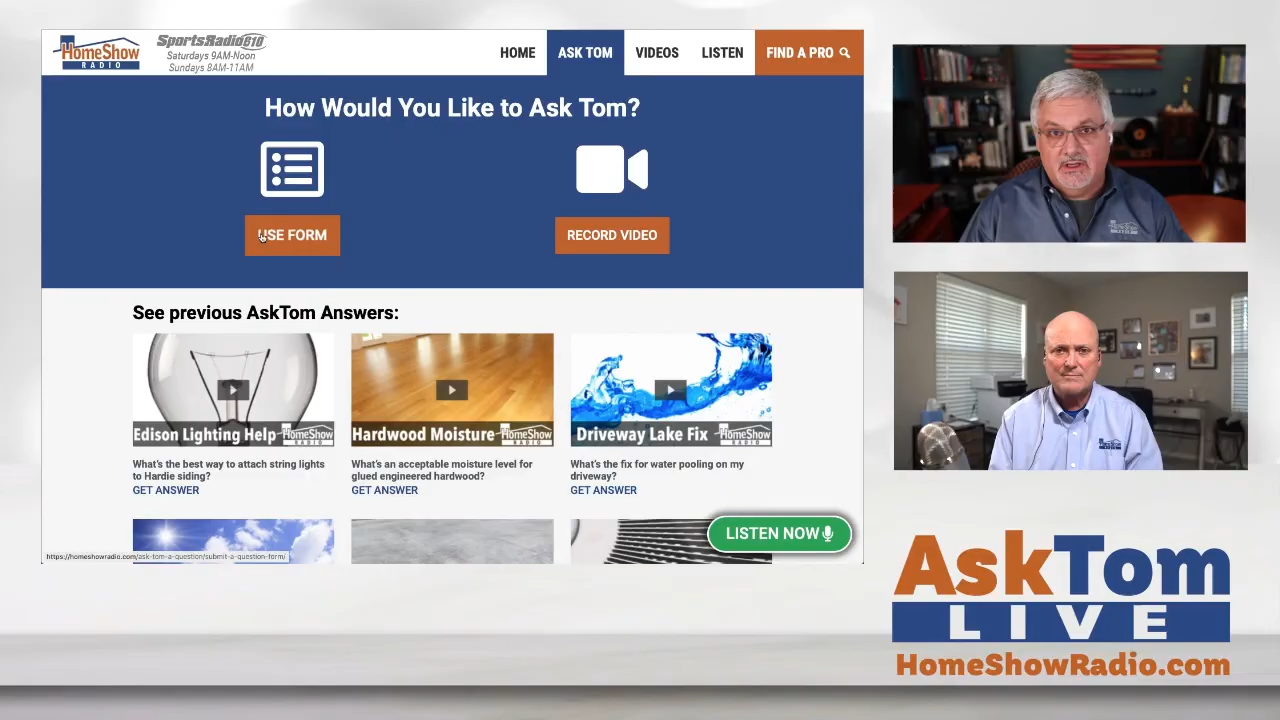 HomeShow
RADIO
SportsRadio610
Saturdays 9AM-Noon
Sundays 8AM-11AM
HOME
ASK TOM
VIDEOS
LISTEN
FIND A PRO
How Would You Like to Ask Tom?
USE FORM
RECORD VIDEO
See previous AskTom Answers:
Edison Lighting Help
HomeShow
RADIO
Hardwood Moisture
HomeShow
RADIO
Driveway Lake Fix
HomeShow
RADIO
What's the best way to attach string lights
to Hardie siding?
GET ANSWER
What's an acceptable moisture level for
glued engineered hardwood?
GET ANSWER
What's the fix for water pooling on my
driveway?
GET ANSWER
LISTEN NOW
https://homeshowradio.com/ask-tom-a-question/submit-a-question-form/
AskTom
LIVE
HomeShowRadio.com